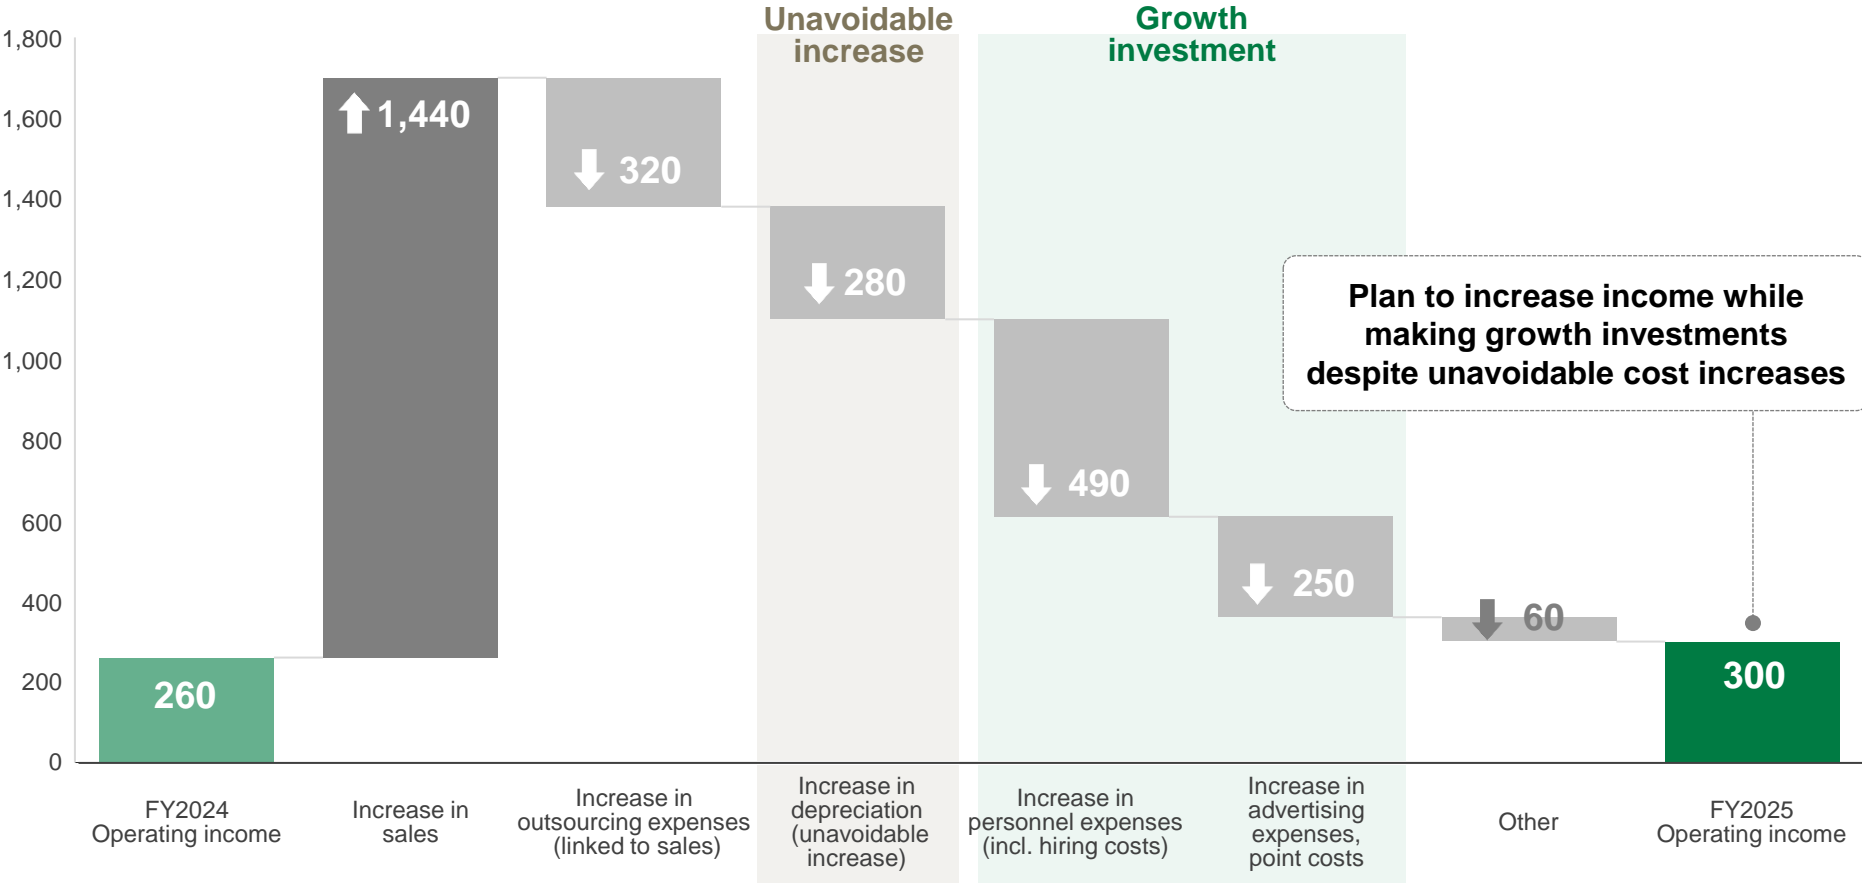 Unavoidable
increase
Growth
investment
1,800
1,600
1,400
1,200
1,000
800
600
400
200
0
260
1,440
320
280
490
250
60
300
Plan to increase income while
making growth investments
despite unavoidable cost increases
FY2024
Operating income
Increase in
sales
Increase in
outsourcing expenses
(linked to sales)
Increase in
depreciation
(unavoidable
increase)
Increase in
personnel expenses
(incl. hiring costs)
Increase in
advertising
expenses,
point costs
Other
FY2025
Operating income